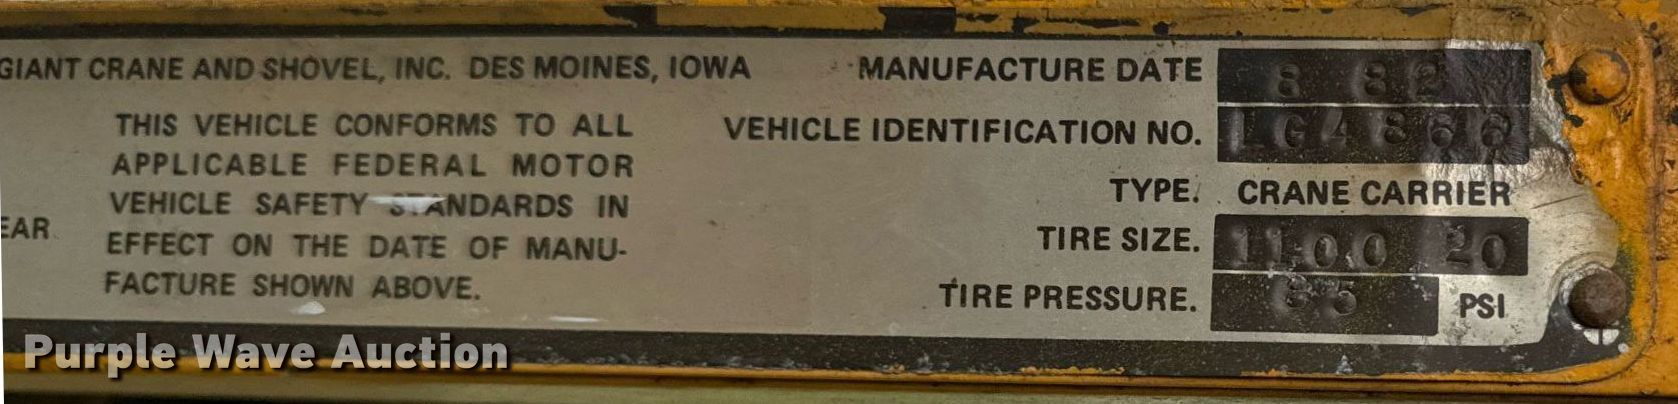 GIANT CRANE AND SHOVEL, INC. DES MOINES, IOWA
THIS VEHICLE CONFORMS TO ALL
APPLICABLE FEDERAL MOTOR
VEHICLE SAFETY STANDARDS IN
EFFECT ON THE DATE OF MANU-
FACTURE SHOWN ABOVE.
EAR
MANUFACTURE DATE 8 82
VEHICLE IDENTIFICATION NO.
TYPE. CRANE CARRIER
TIRE SIZE. 1100 20
TIRE PRESSURE. 85 PSI
Purple Wave Auction